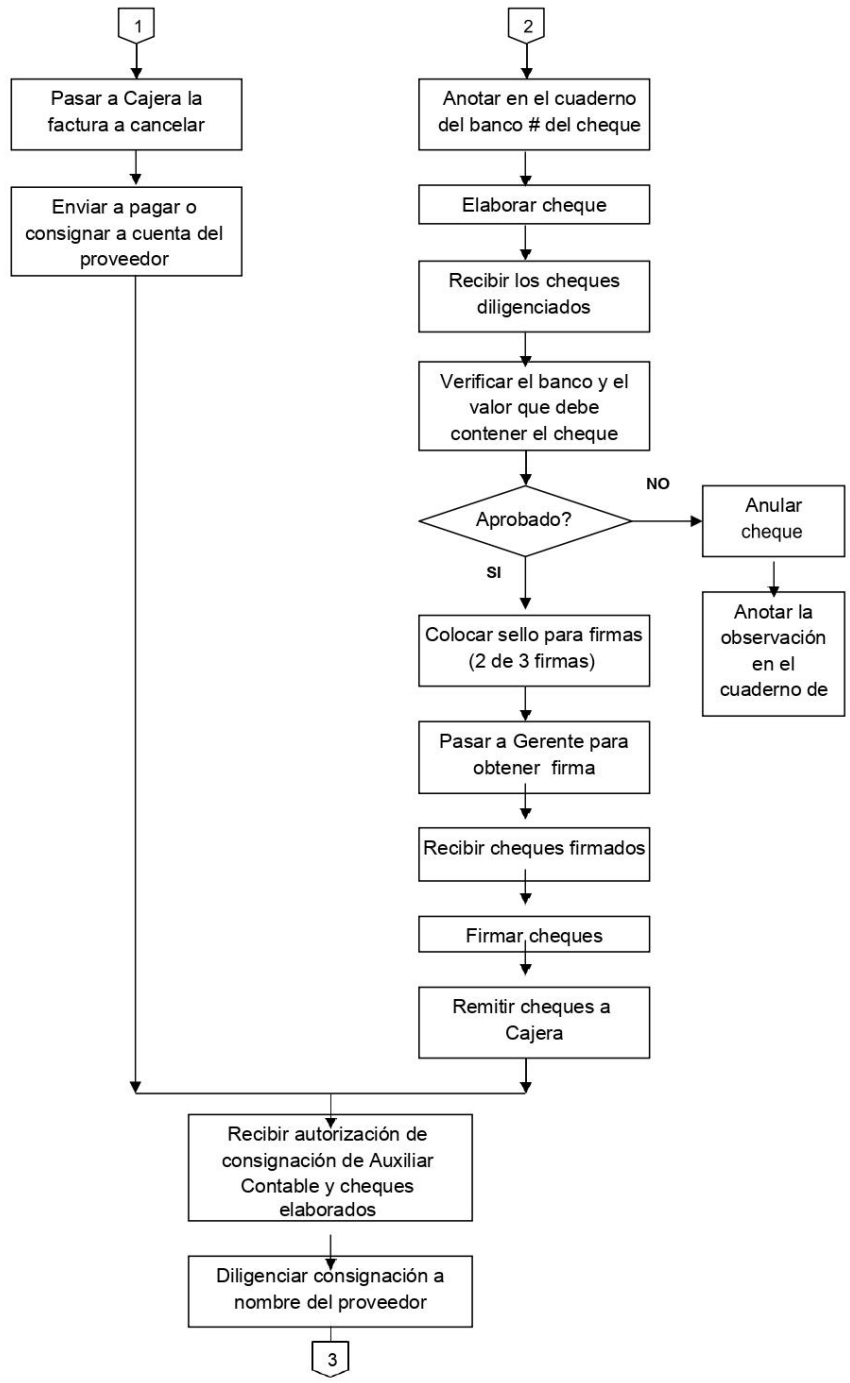 1
Pasar a Cajera la
factura a cancelar
Enviar a pagar o
consignar a cuenta del
proveedor
2
Anotar en el cuaderno
del banco # del cheque
Elaborar cheque
Recibir los cheques
diligenciados
Verificar el banco y el
valor que debe
contener el cheque
Aprobado?
NO
Anular
cheque
Anotar la
observación
en el
cuaderno de
SI
Colocar sello para firmas
(2 de 3 firmas)
Pasar a Gerente para
obtener firma
Recibir cheques firmados
Firmar cheques
Remitir cheques a
Cajera
Recibir autorización de
consignación de Auxiliar
Contable y cheques
elaborados
Diligenciar consignación a
nombre del proveedor
3